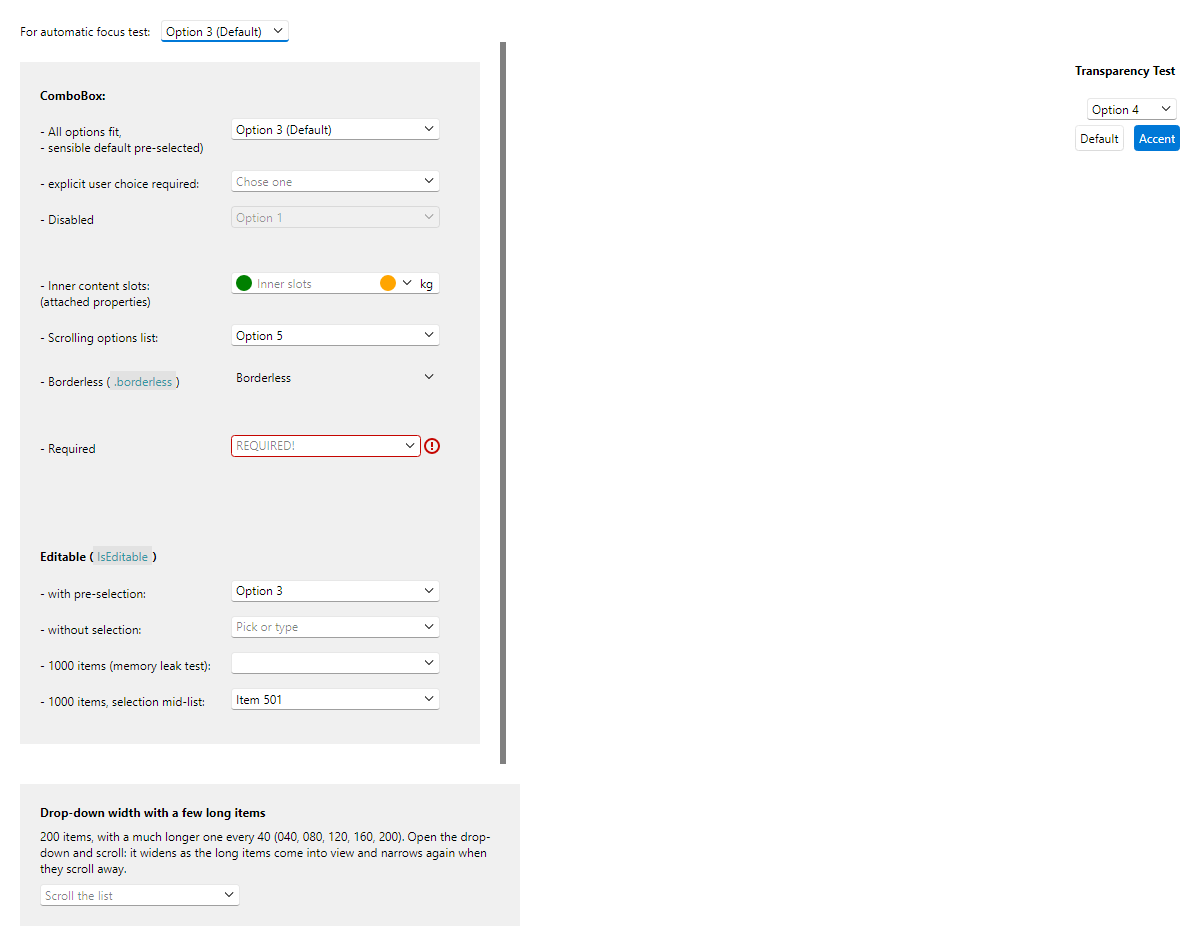 For automatic focus test: Option 3 (Default)
Transparency Test
Option 4
Default Accent
ComboBox:
- All options fit,
- sensible default pre-selected)
Option 3 (Default)
- explicit user choice required: Chose one
- Disabled Option 1
- Inner content slots:
(attached properties)
Inner slots kg
- Scrolling options list: Option 5
- Borderless ( .borderless ) Borderless
- Required REQUIRED!
Editable ( IsEditable )
- with pre-selection: Option 3
- without selection: Pick or type
- 1000 items (memory leak test):
- 1000 items, selection mid-list: Item 501
Drop-down width with a few long items
200 items, with a much longer one every 40 (040, 080, 120, 160, 200). Open the drop-
down and scroll: it widens as the long items come into view and narrows again when
they scroll away.
Scroll the list